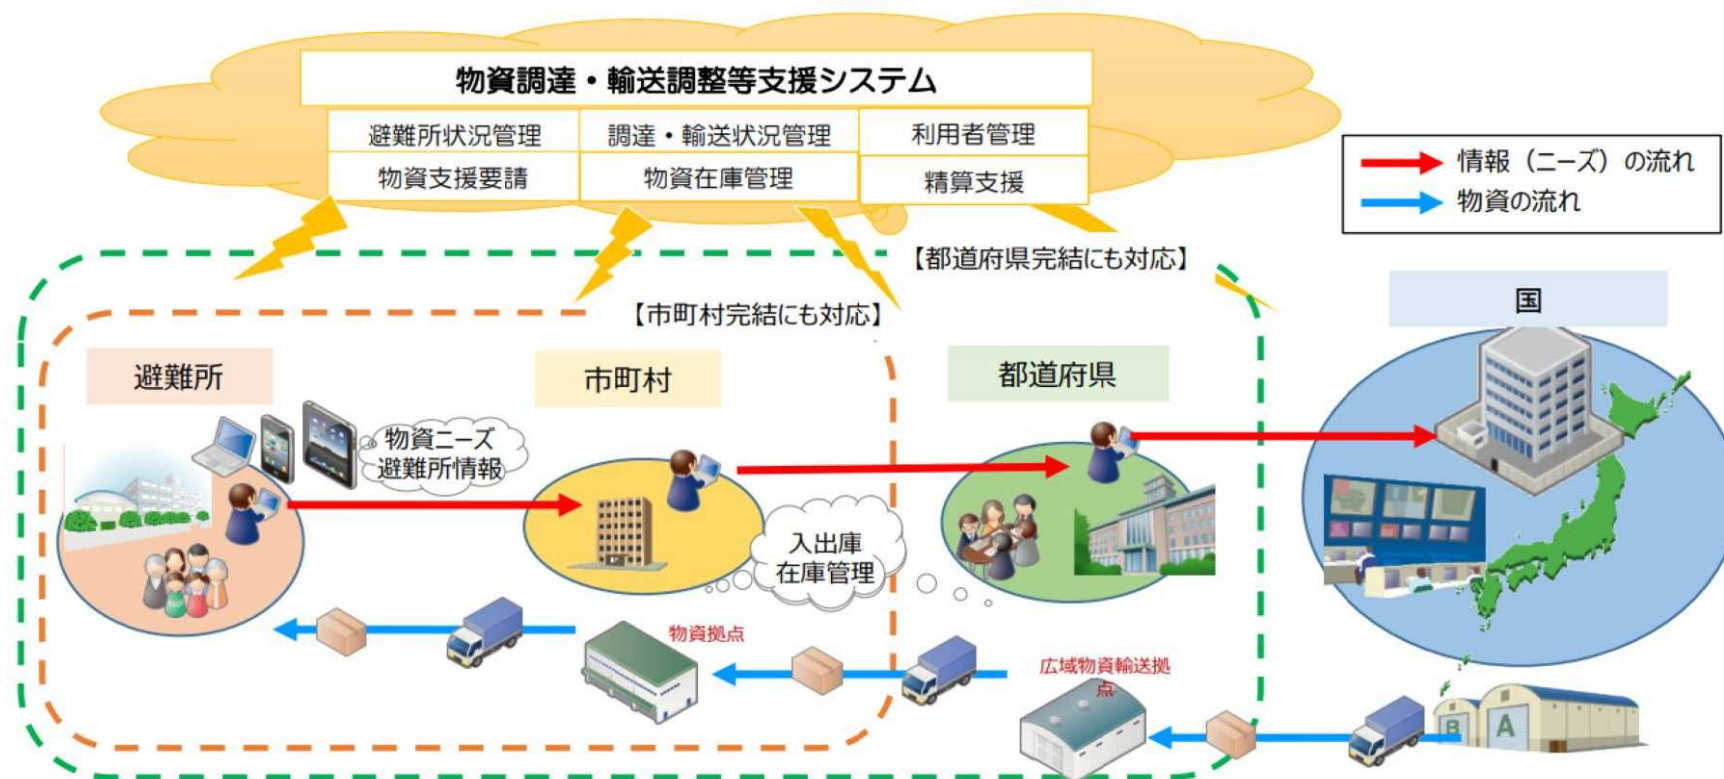 物資調達・輸送調整等支援システム
避難所状況管理
調達・輸送状況管理
利用者管理
物資支援要請
物資在庫管理
精算支援
情報（ニーズ）の流れ
物資の流れ
【都道府県完結にも対応】
【市町村完結にも対応】
国
避難所
市町村
都道府県
物資ニーズ
避難所情報
入出庫
在庫管理
物資拠点
広域物資輸送拠
点
B
A